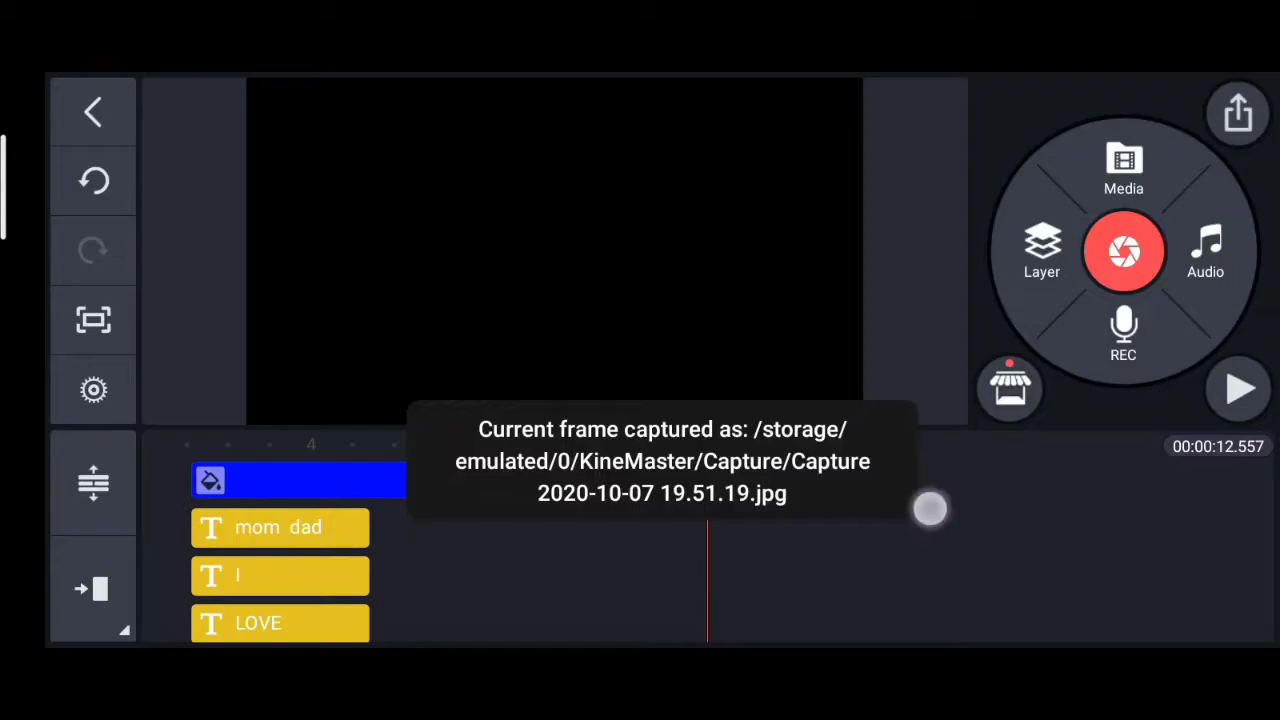 Media
Layer
Audio
REC
4
00:00:12.557
Current frame captured as: /storage/
emulated/0/KineMaster/Capture/Capture
2020-10-07 19.51.19.jpg
T mom dad
T I
T LOVE